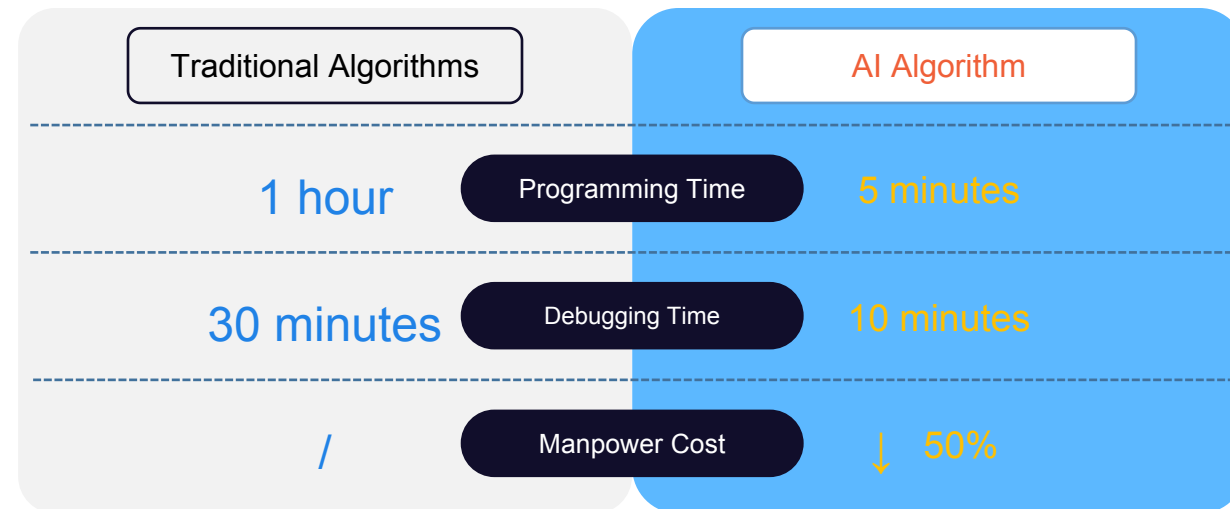 Traditional Algorithms
AI Algorithm
1 hour
Programming Time
5 minutes
30 minutes
Debugging Time
10 minutes
/
Manpower Cost
↓ 50%